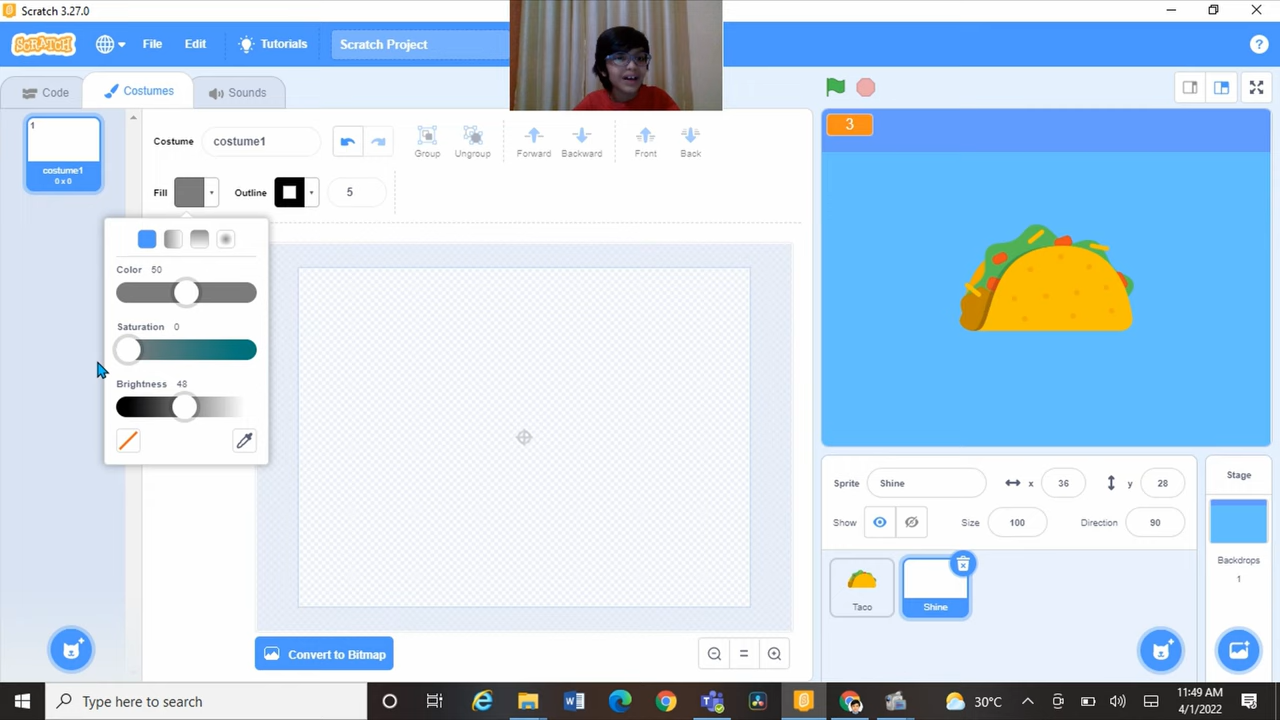 Scratch 3.27.0
SCRATCH
File
Edit
Tutorials
Scratch Project
?
Code
Costumes
Sounds
1
costume1
0 x 0
Costume
costume1
Group
Ungroup
Forward
Backward
Front
Back
Fill
Outline
5
Color 50
Saturation 0
Brightness 48
Convert to Bitmap
3
Sprite
Shine
x
36
y
28
Show
Size
100
Direction
90
Taco
Shine
Stage
Backdrops
1
Type here to search
30°C
11:49 AM
4/1/2022